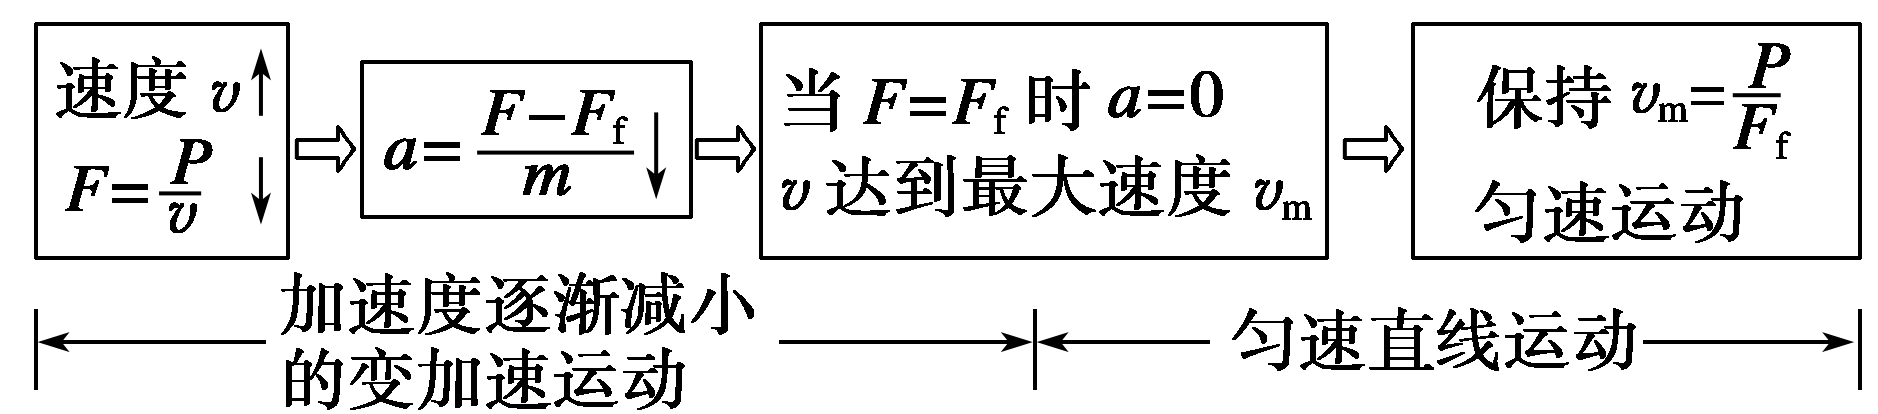 速度 v↑
F=P/v ↓
a=(F-Ff)/m ↓
当 F=Ff 时 a=0
v 达到最大速度 vm
保持 vm=P/Ff
匀速运动
加速度逐渐减小
的变加速运动
匀速直线运动